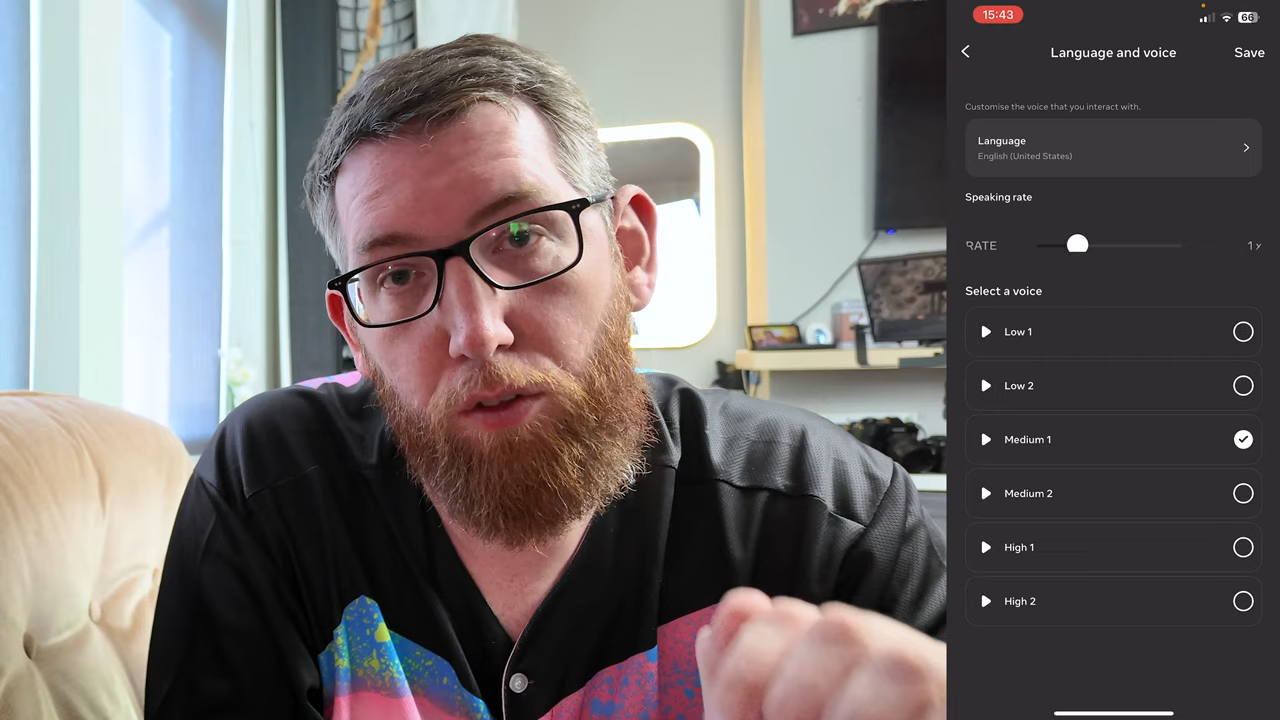 15:43
66
Language and voice
Save
Customise the voice that you interact with.
Language
English (United States)
Speaking rate
RATE
1
Select a voice
Low 1
Low 2
Medium 1
Medium 2
High 1
High 2